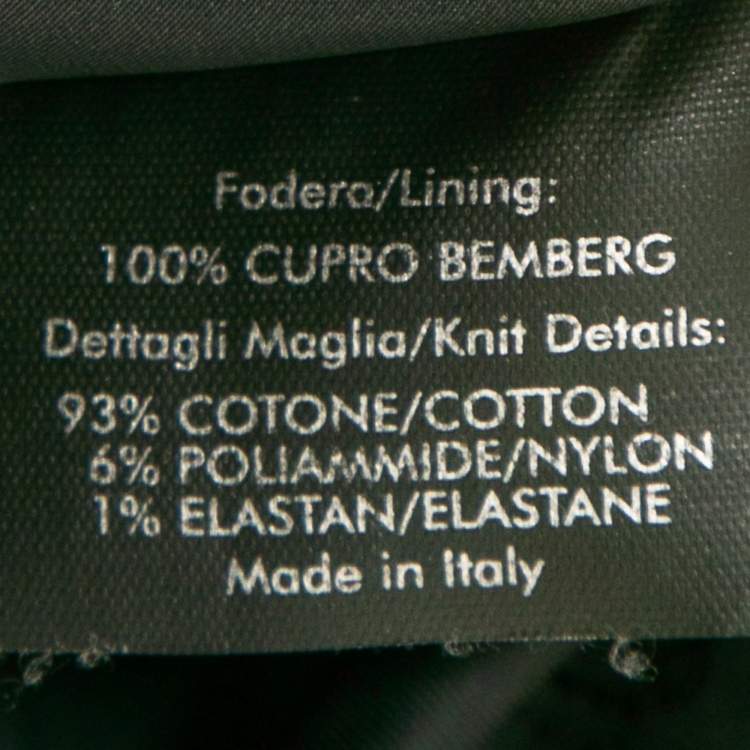 Fodera/Lining:
100% CUPRO BEMBERG
Dettagli Maglia/Knit Details:
93% COTONE/COTTON
6% POLIAMMIDE/NYLON
1% ELASTAN/ELASTANE
Made in Italy